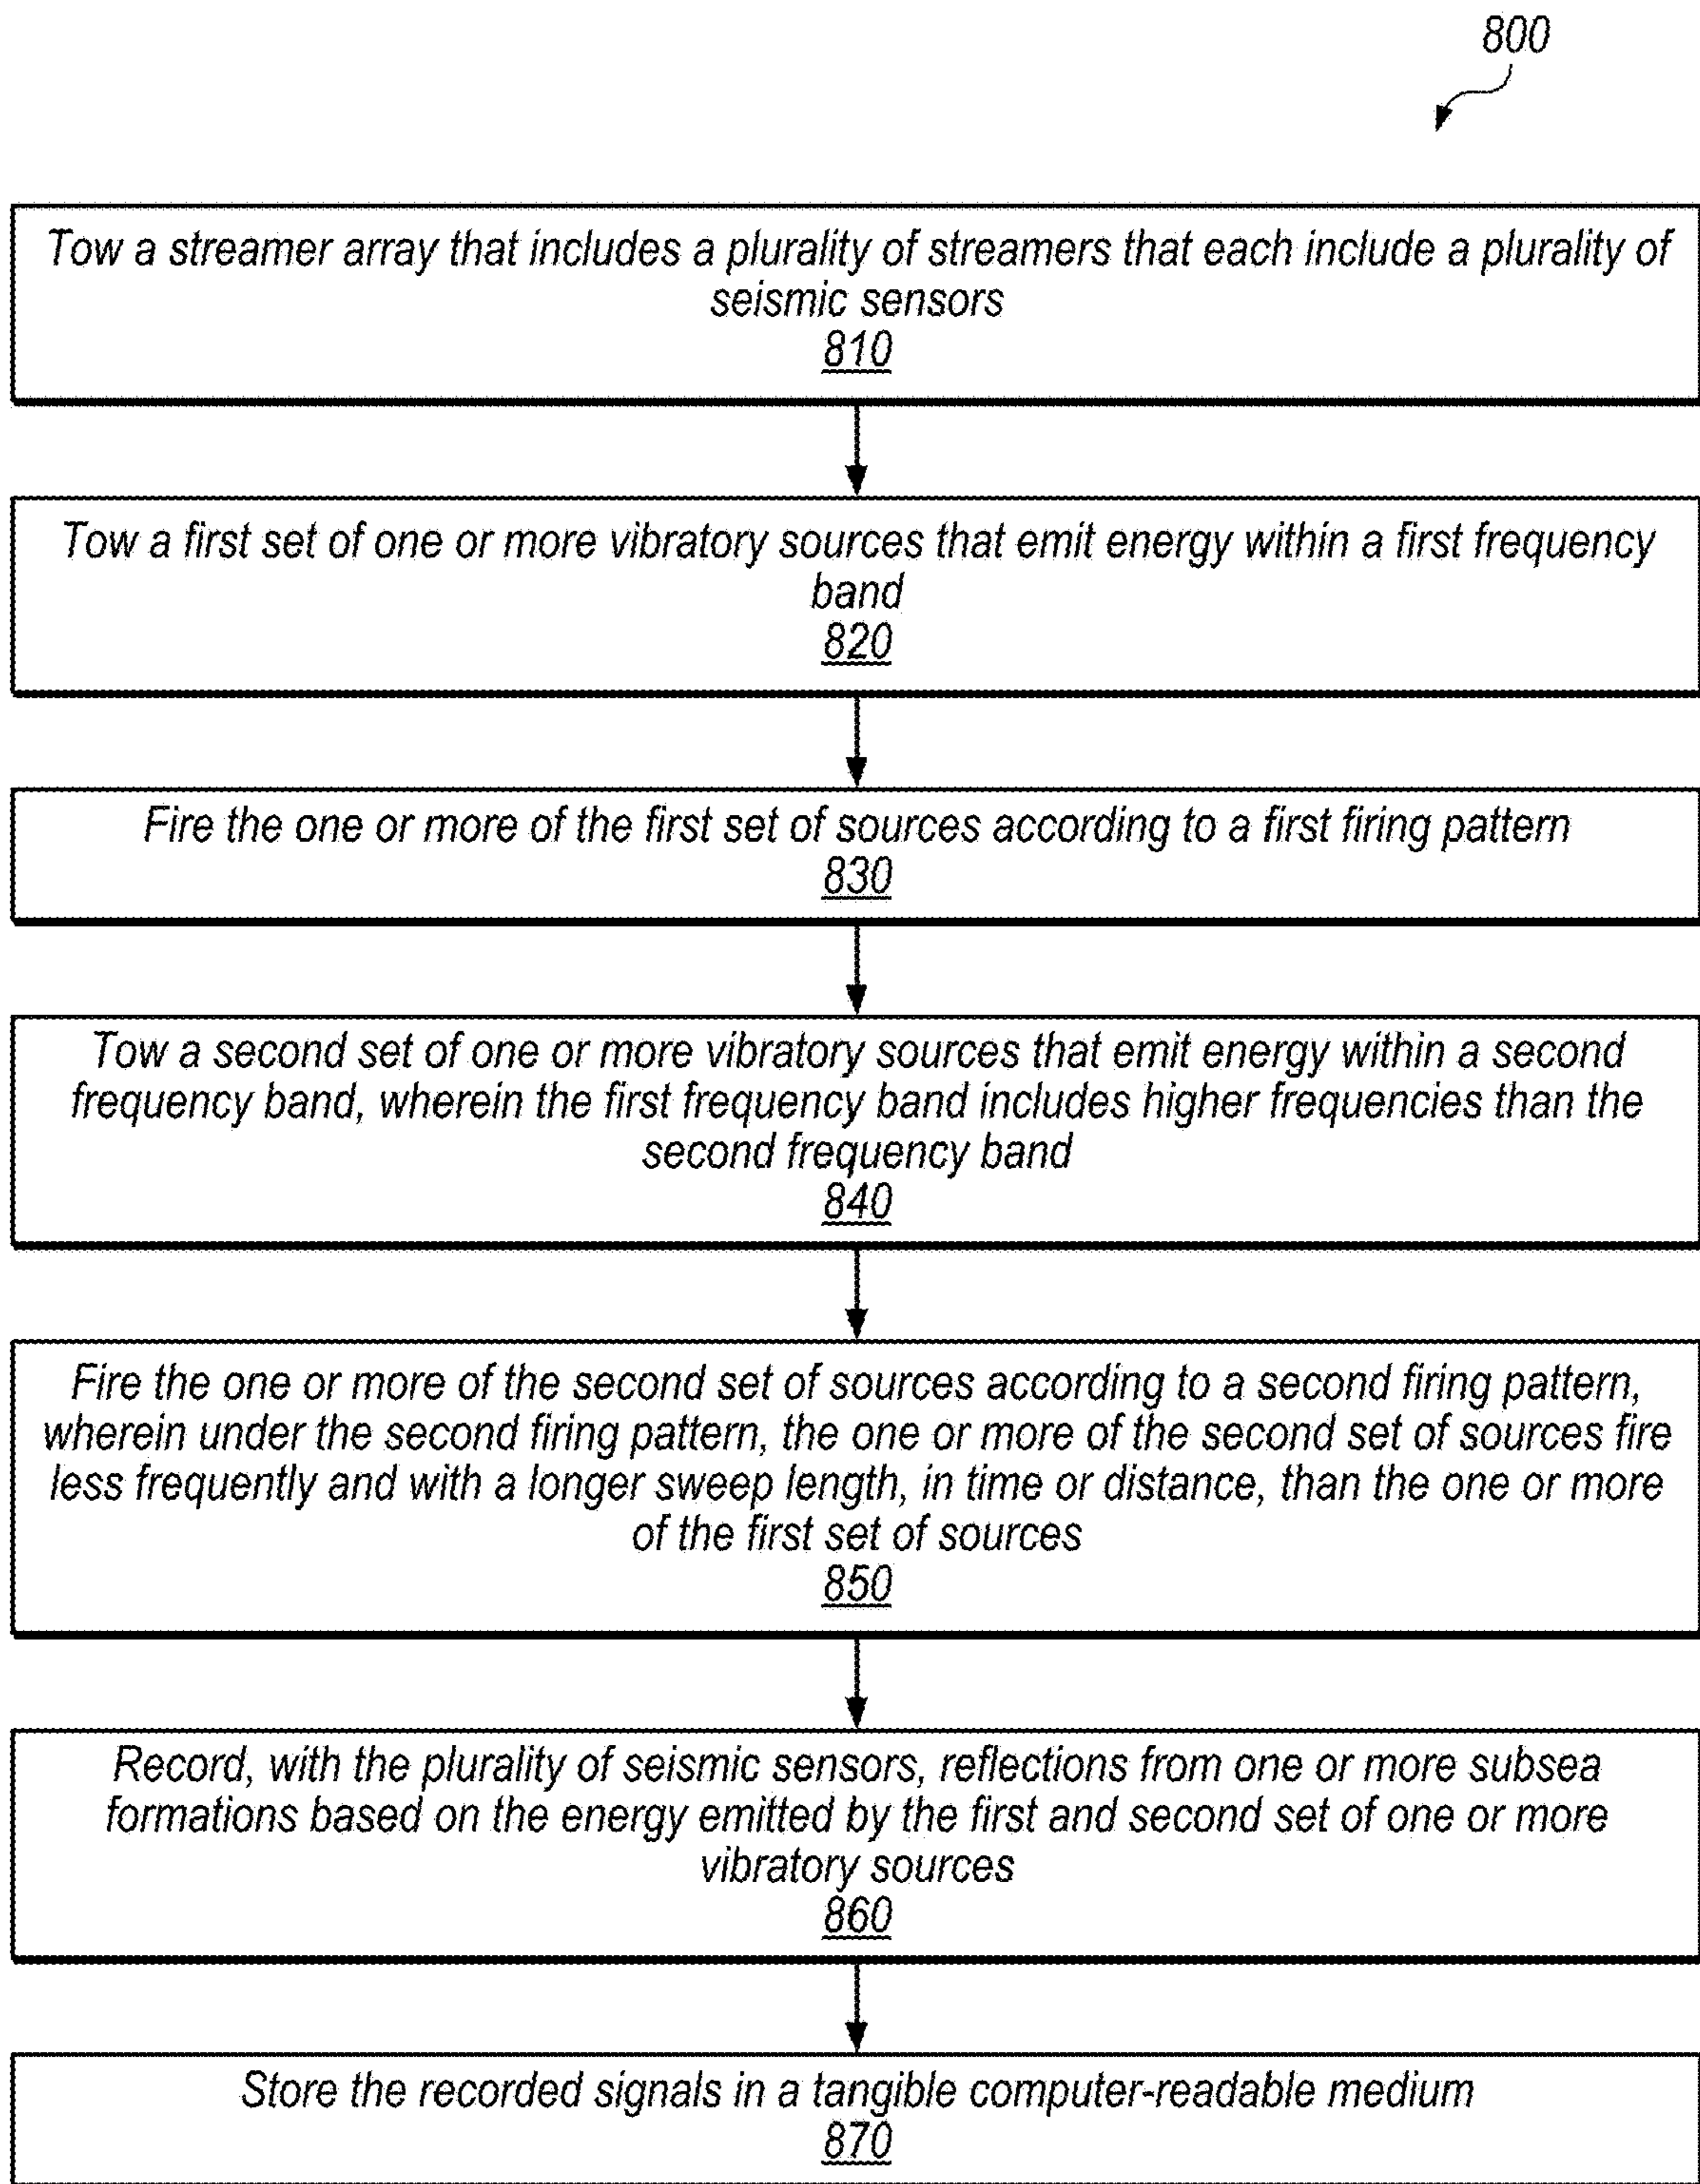 800
Tow a streamer array that includes a plurality of streamers that each include a plurality of
seismic sensors
810
Tow a first set of one or more vibratory sources that emit energy within a first frequency
band
820
Fire the one or more of the first set of sources according to a first firing pattern
830
Tow a second set of one or more vibratory sources that emit energy within a second
frequency band, wherein the first frequency band includes higher frequencies than the
second frequency band
840
Fire the one or more of the second set of sources according to a second firing pattern,
wherein under the second firing pattern, the one or more of the second set of sources fire
less frequently and with a longer sweep length, in time or distance, than the one or more
of the first set of sources
850
Record, with the plurality of seismic sensors, reflections from one or more subsea
formations based on the energy emitted by the first and second set of one or more
vibratory sources
860
Store the recorded signals in a tangible computer-readable medium
870